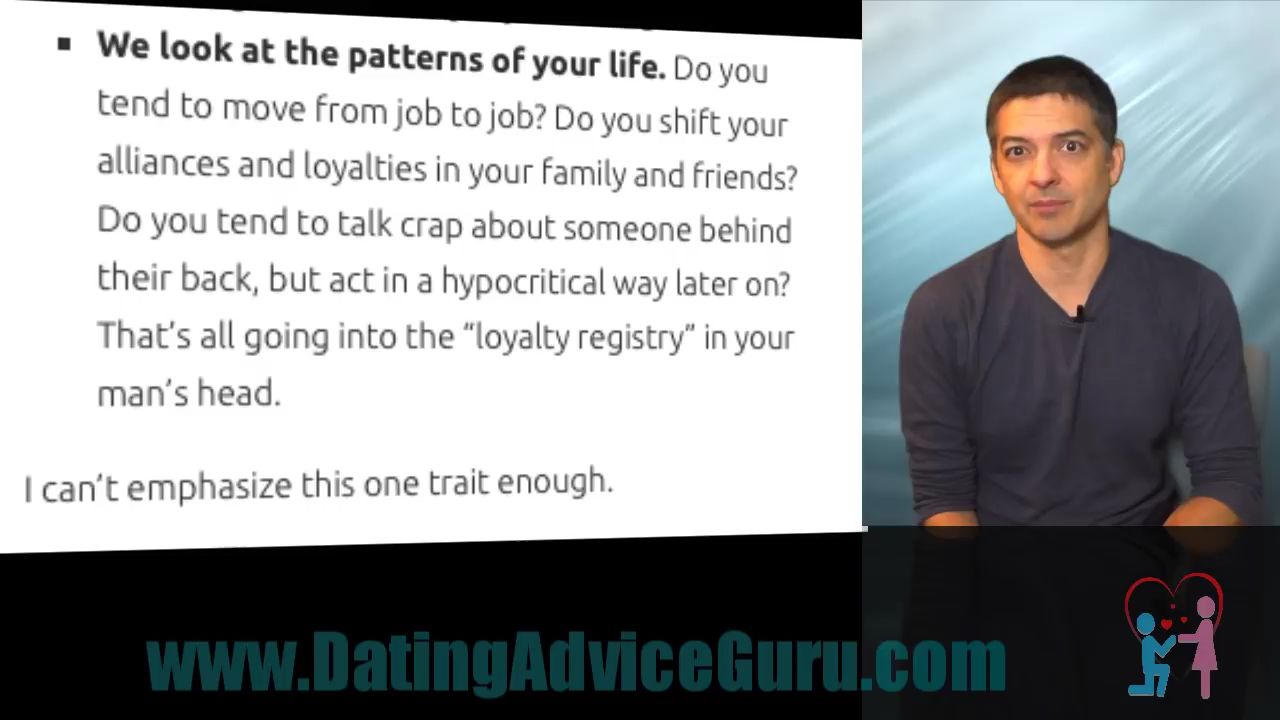 ▪ We look at the patterns of your life. Do you
tend to move from job to job? Do you shift your
alliances and loyalties in your family and friends?
Do you tend to talk crap about someone behind
their back, but act in a hypocritical way later on?
That's all going into the “loyalty registry” in your
man's head.
I can't emphasize this one trait enough.
www.DatingAdviceGuru.com